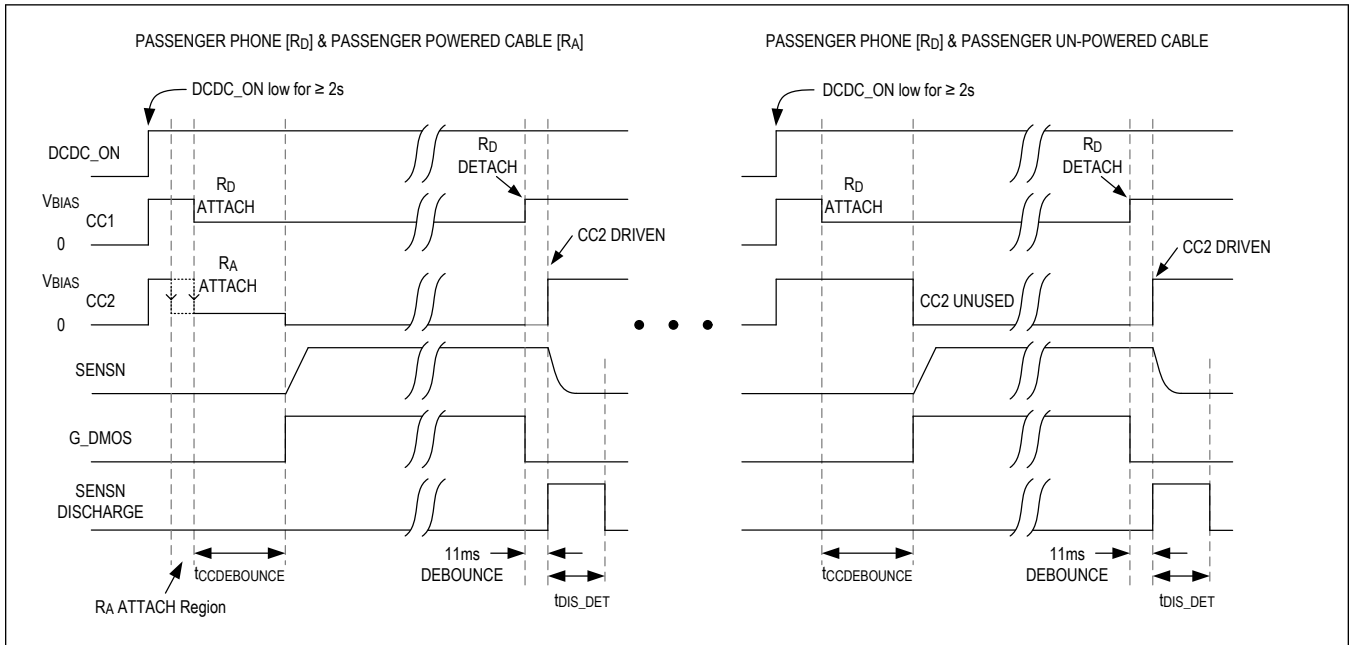 PASSENGER PHONE [RD] & PASSENGER POWERED CABLE [RA]
DCDC_ON low for ≥ 2s
DCDC_ON
RD
DETACH
RD
ATTACH
VBIAS
CC1
0
CC2 DRIVEN
RA
ATTACH
VBIAS
CC2
0
SENSN
G_DMOS
SENSN
DISCHARGE
tCCDEBOUNCE
11ms
DEBOUNCE
tDIS_DET
RA ATTACH Region
PASSENGER PHONE [RD] & PASSENGER UN-POWERED CABLE
DCDC_ON low for ≥ 2s
RD
DETACH
RD
ATTACH
CC2 DRIVEN
CC2 UNUSED
tCCDEBOUNCE
11ms
DEBOUNCE
tDIS_DET